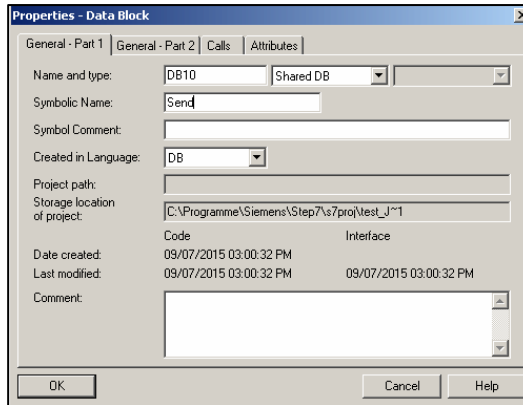 Properties - Data Block
General - Part 1 General - Part 2 Calls Attributes
Name and type: DB10 Shared DB
Symbolic Name: Send
Symbol Comment:
Created in Language: DB
Project path:
Storage location
of project: C:\Programme\Siemens\Step7\s7proj\test_J~1
Code Interface
Date created: 09/07/2015 03:00:32 PM
Last modified: 09/07/2015 03:00:32 PM 09/07/2015 03:00:32 PM
Comment:
OK Cancel Help